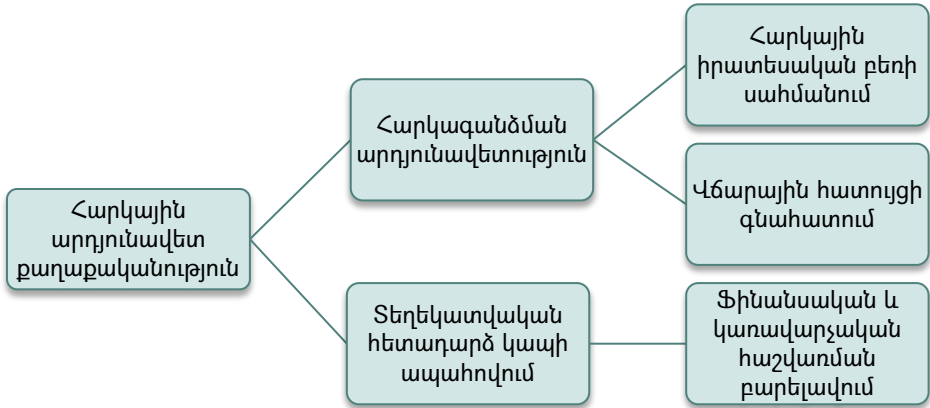 Հարկային
արդյունավետ
քաղաքականություն
Հարկագանձման
արդյունավետություն
Հարկային
իրատեսական բեռի
սահմանում
Վճարային հատույցի
գնահատում
Տեղեկատվական
հետադարձ կապի
ապահովում
Ֆինանսական և
կառավարչական
հաշվառման
բարելավում